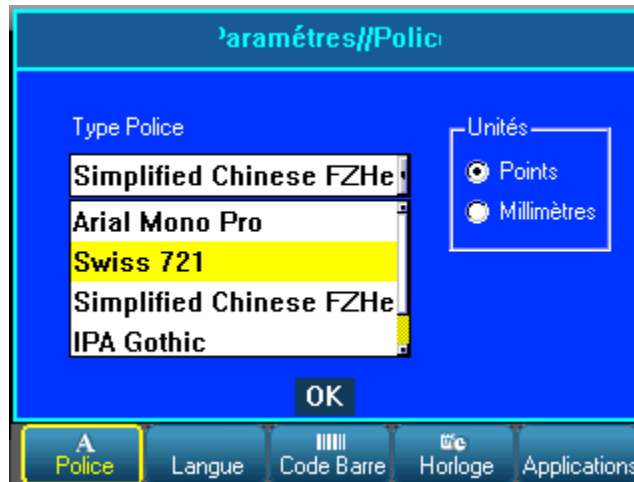 Paramétres//Police
Type Police
Simplified Chinese FZHe
Arial Mono Pro
Swiss 721
Simplified Chinese FZHe
IPA Gothic
Unités
Points
Millimètres
OK
A
Police
Langue
Code Barre
Horloge
Applications